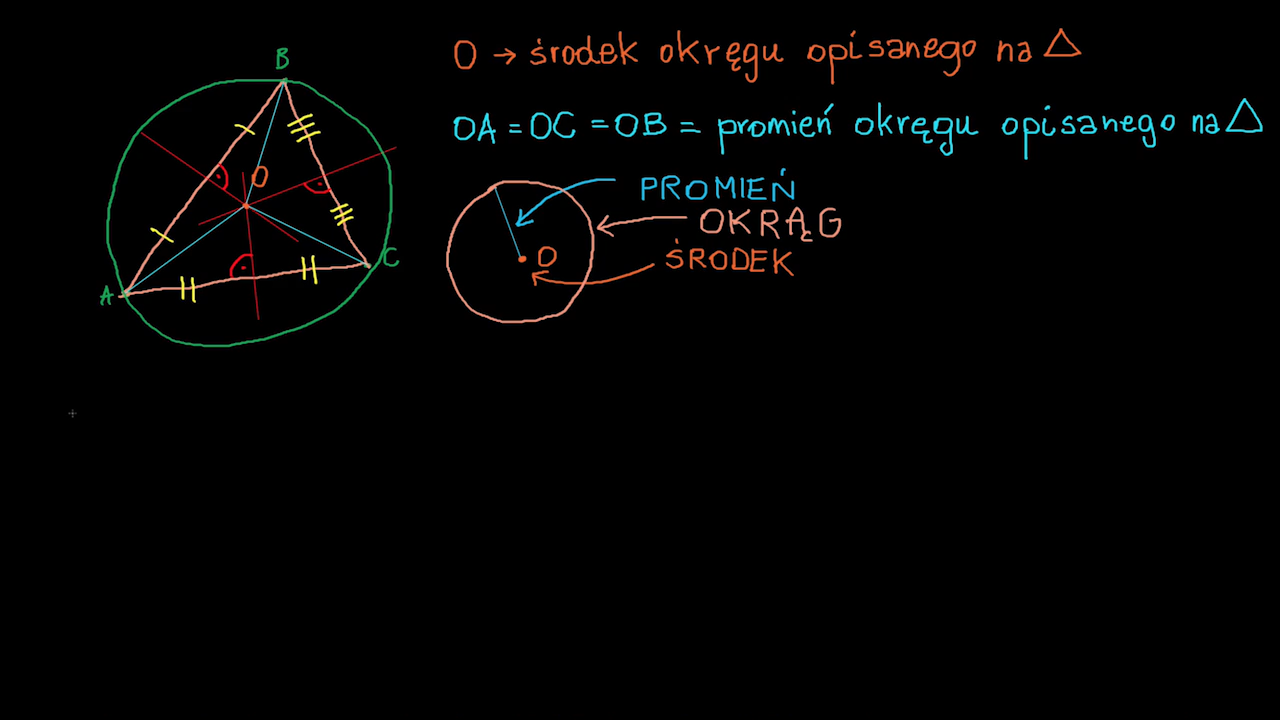 B
O
C
A
O → środek okręgu opisanego na △
OA = OC = OB = promień okręgu opisanego na △
PROMIEŃ
OKRĄG
O
ŚRODEK